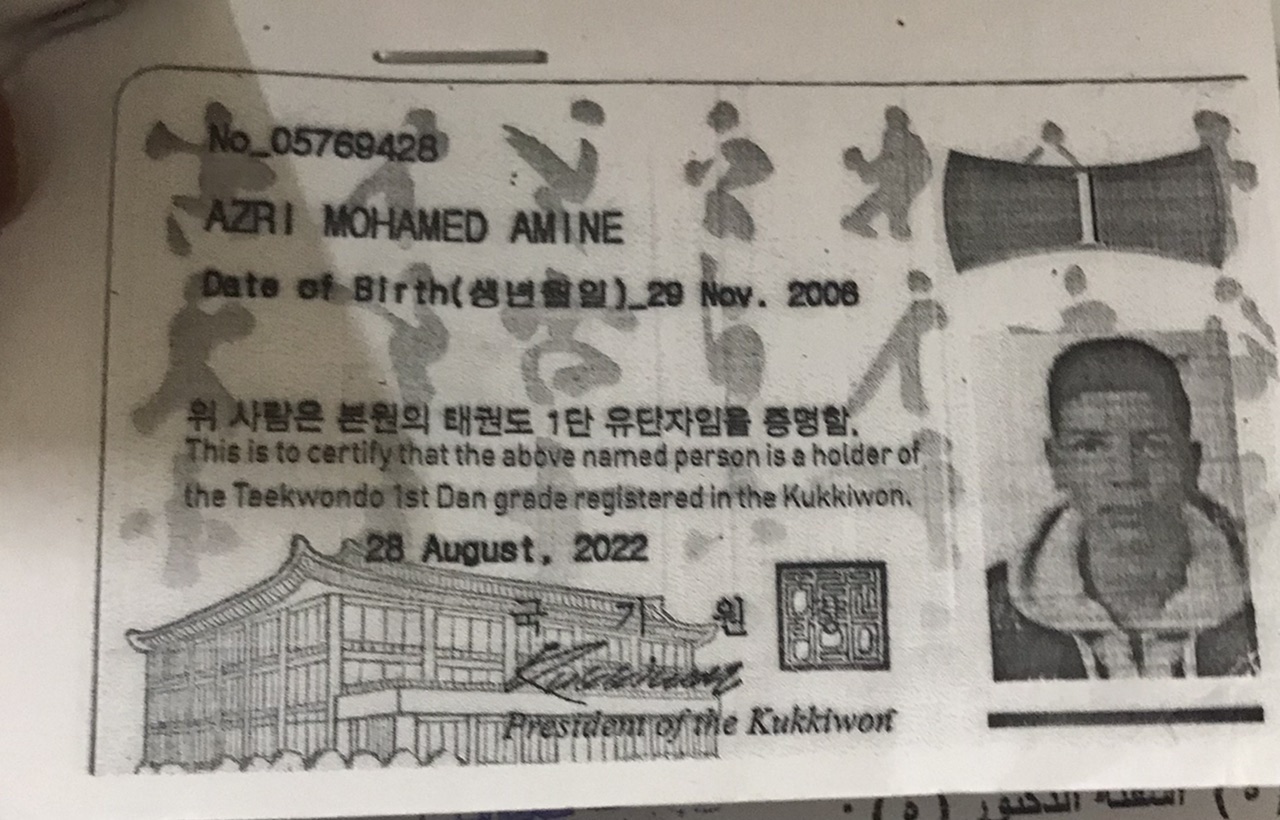 No_05769428
AZRI MOHAMED AMINE
Date of Birth(생년월일)_29 Nov. 2006
위 사람은 본원의 태권도 1단 유단자임을 증명함.
This is to certify that the above named person is a holder of
the Taekwondo 1st Dan grade registered in the Kukkiwon.
28 August, 2022
국 기 원
President of the Kukkiwon